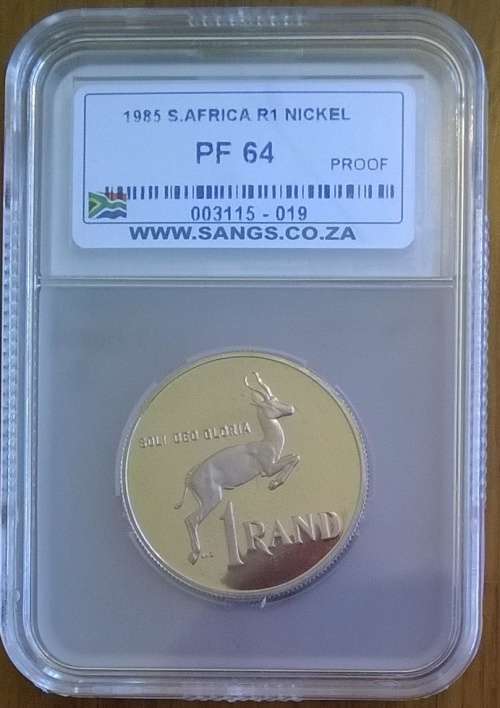 1985 S.AFRICA R1 NICKEL
PF 64
PROOF
003115 - 019
WWW.SANGS.CO.ZA
SOLI DEO GLORIA
1 RAND